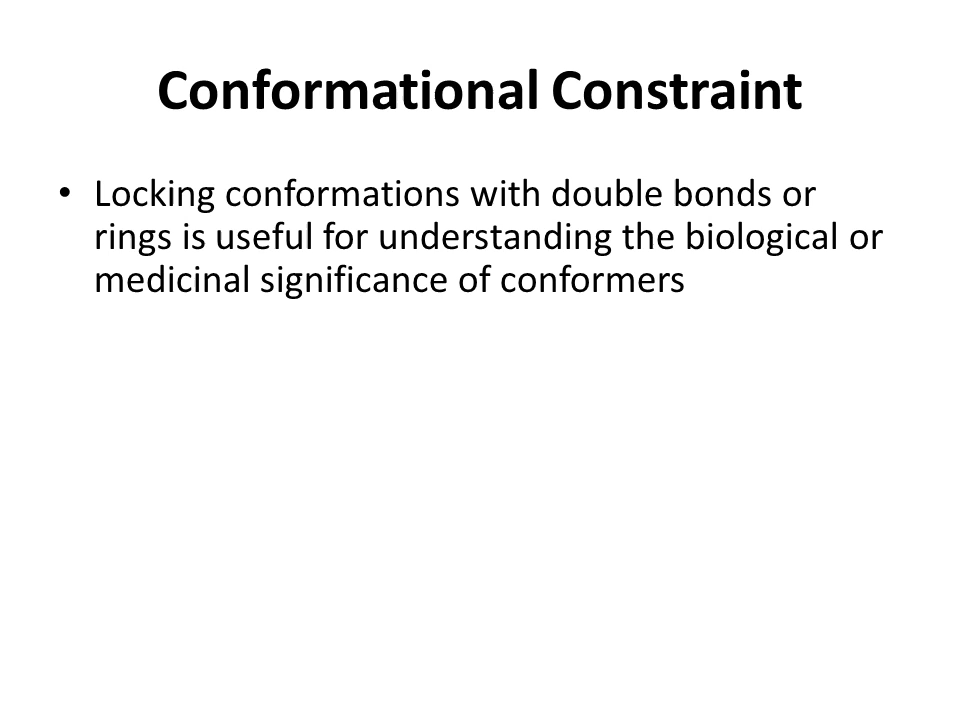 Conformational Constraint
• Locking conformations with double bonds or
rings is useful for understanding the biological or
medicinal significance of conformers